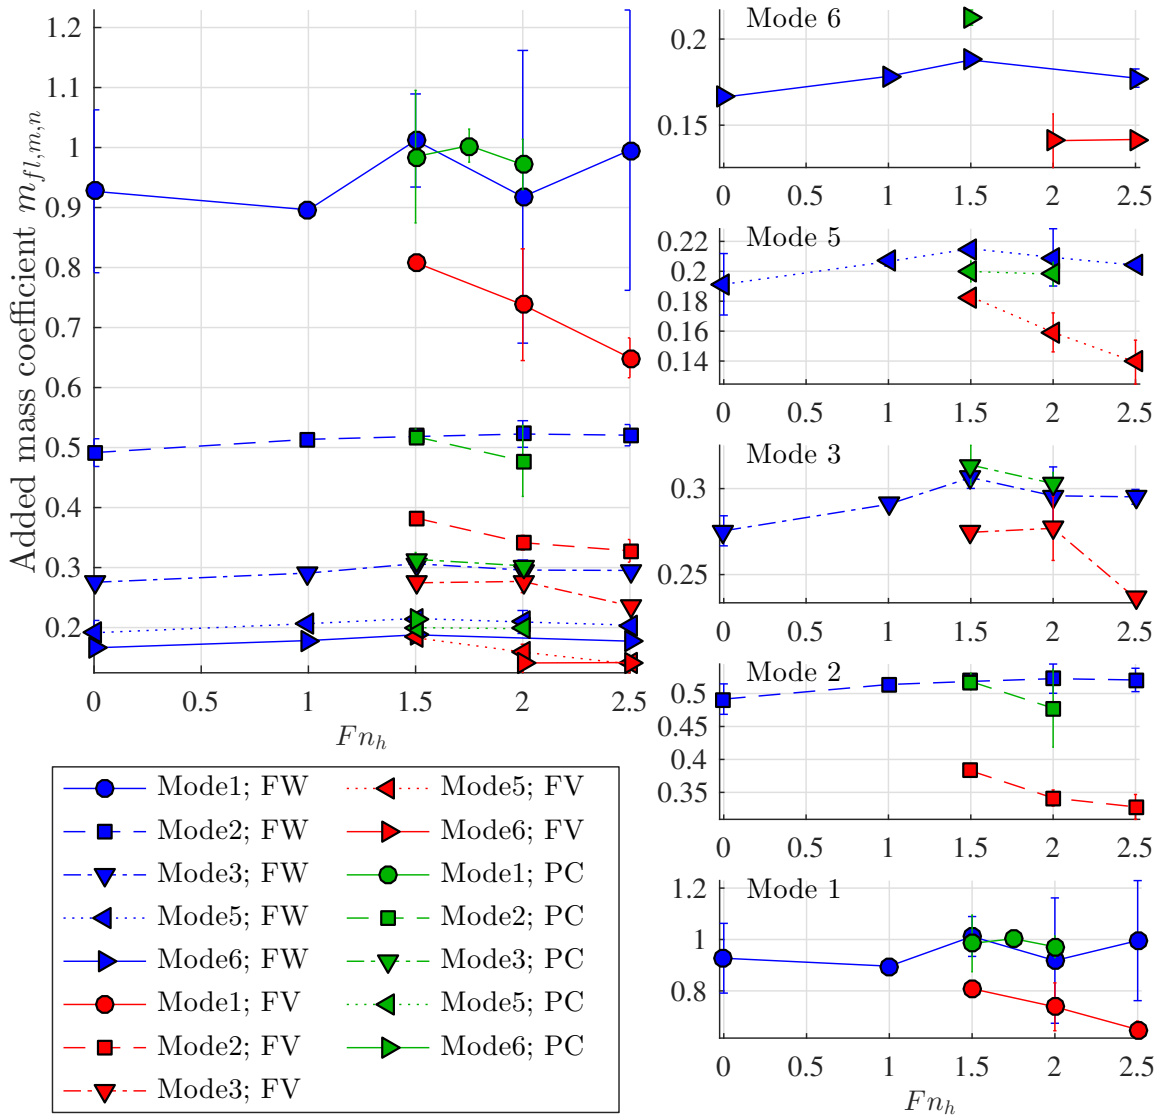 Added mass coefficient m_{fl,m,n}
1.2
1.1
1
0.9
0.8
0.7
0.6
0.5
0.4
0.3
0.2
0 0.5 1 1.5 2 2.5
Fn_h
Mode 6
0.2
0.15
0 0.5 1 1.5 2 2.5
Mode 5
0.22
0.2
0.18
0.16
0.14
0 0.5 1 1.5 2 2.5
Mode 3
0.3
0.25
0 0.5 1 1.5 2 2.5
Mode 2
0.5
0.45
0.4
0.35
0 0.5 1 1.5 2 2.5
Mode 1
1.2
1
0.8
0 0.5 1 1.5 2 2.5
Fn_h
Mode1; FW
Mode2; FW
Mode3; FW
Mode5; FW
Mode6; FW
Mode1; FV
Mode2; FV
Mode3; FV
Mode5; FV
Mode6; FV
Mode1; PC
Mode2; PC
Mode3; PC
Mode5; PC
Mode6; PC